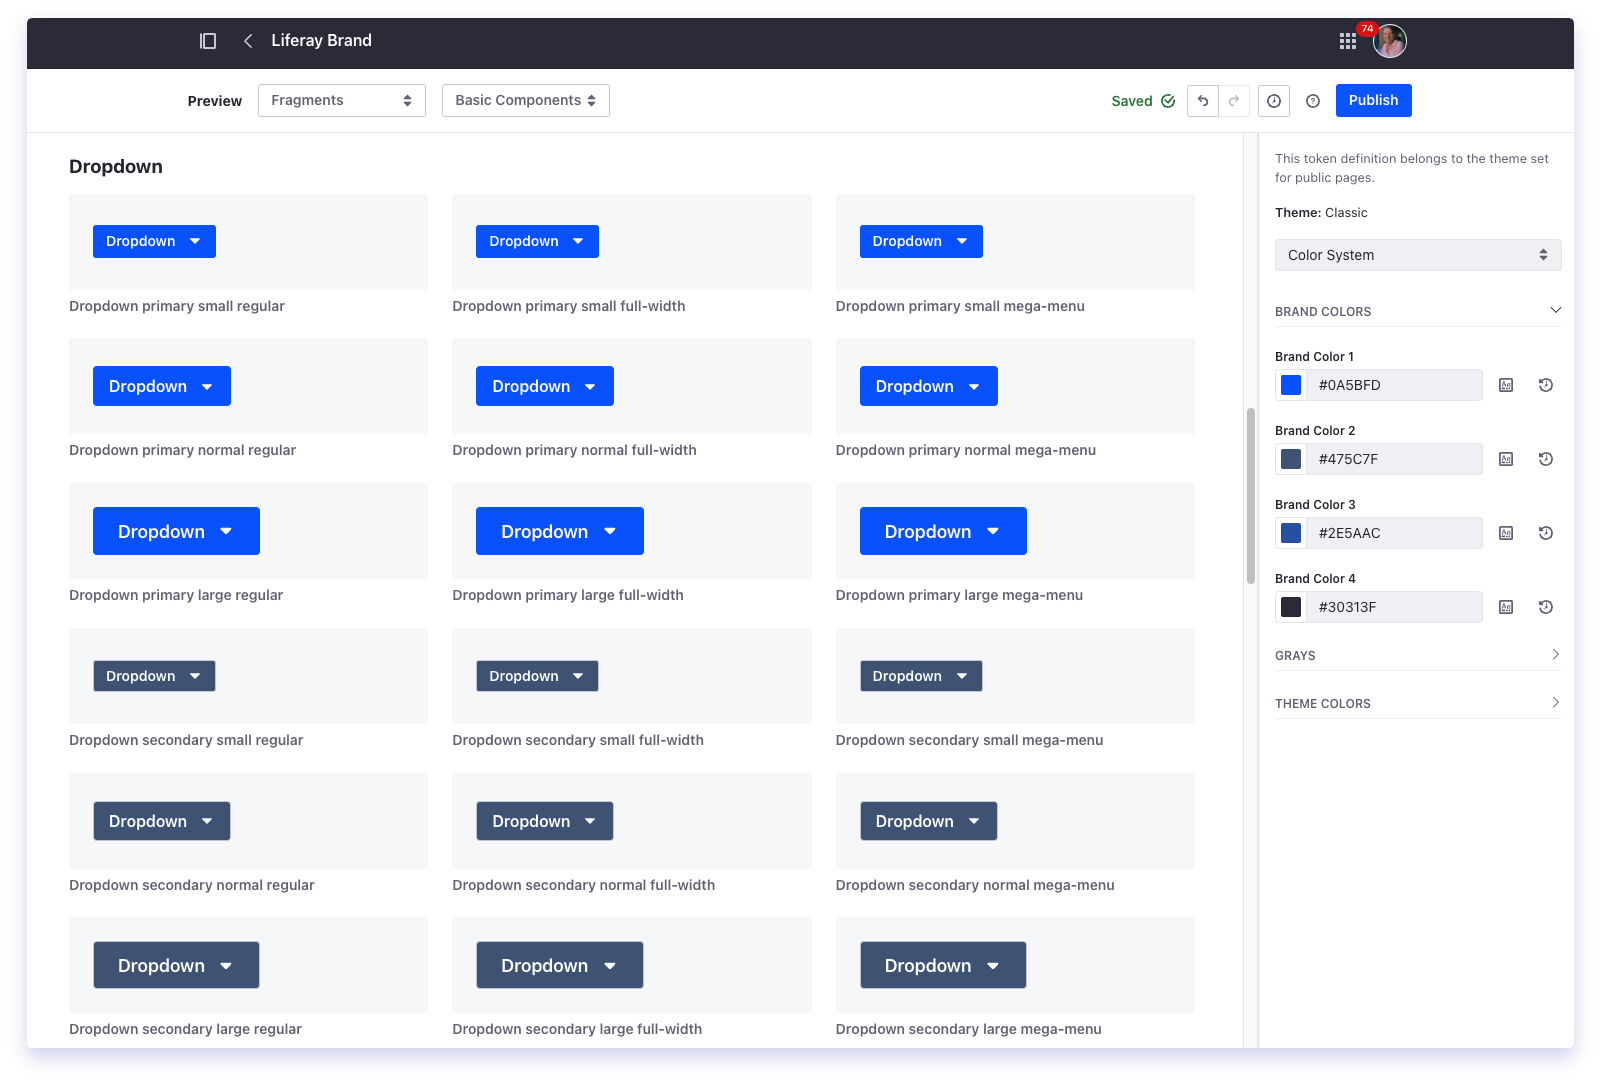 Liferay Brand
74
Preview
Fragments
Basic Components
Saved
Publish
Dropdown
Dropdown
Dropdown
Dropdown
Dropdown primary small regular
Dropdown primary small full-width
Dropdown primary small mega-menu
Dropdown
Dropdown
Dropdown
Dropdown primary normal regular
Dropdown primary normal full-width
Dropdown primary normal mega-menu
Dropdown
Dropdown
Dropdown
Dropdown primary large regular
Dropdown primary large full-width
Dropdown primary large mega-menu
Dropdown
Dropdown
Dropdown
Dropdown secondary small regular
Dropdown secondary small full-width
Dropdown secondary small mega-menu
Dropdown
Dropdown
Dropdown
Dropdown secondary normal regular
Dropdown secondary normal full-width
Dropdown secondary normal mega-menu
Dropdown
Dropdown
Dropdown
Dropdown secondary large regular
Dropdown secondary large full-width
Dropdown secondary large mega-menu
This token definition belongs to the theme set
for public pages.
Theme: Classic
Color System
BRAND COLORS
Brand Color 1
#0A5BFD
Brand Color 2
#475C7F
Brand Color 3
#2E5AAC
Brand Color 4
#30313F
GRAYS
THEME COLORS